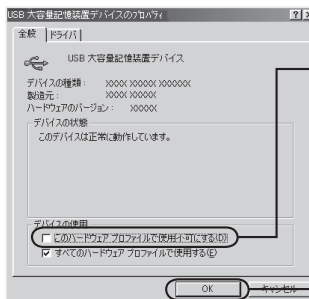 USB 大容量記憶装置デバイスのプロパティ
全般
ドライバ
USB 大容量記憶装置デバイス
デバイスの種類： XXXXX XXXXX XXXXXX
製造元： XXXXX XXXXX
ハードウェアのバージョン： XXXXX
デバイスの状態
このデバイスは正常に動作しています。
デバイスの使用
このハードウェア プロファイルで使用不可にする(D)
すべてのハードウェア プロファイルで使用する(E)
OK
キャンセル